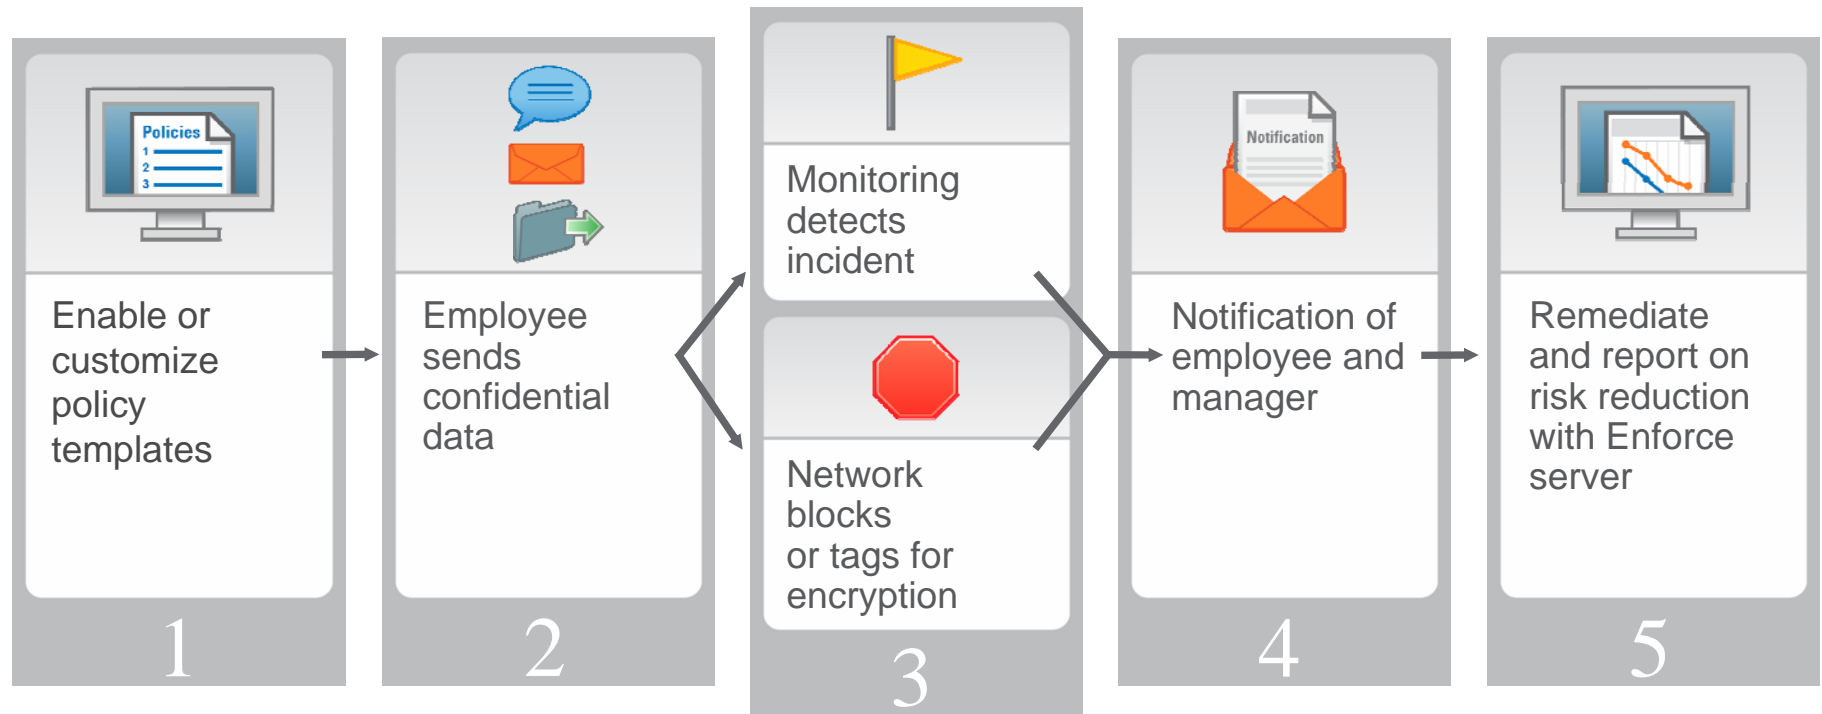 Policies
1
2
3
Enable or
customize
policy
templates
1
Employee
sends
confidential
data
2
Monitoring
detects
incident
Network
blocks
or tags for
encryption
3
Notification
Notification of
employee and
manager
4
Remediate
and report on
risk reduction
with Enforce
server
5